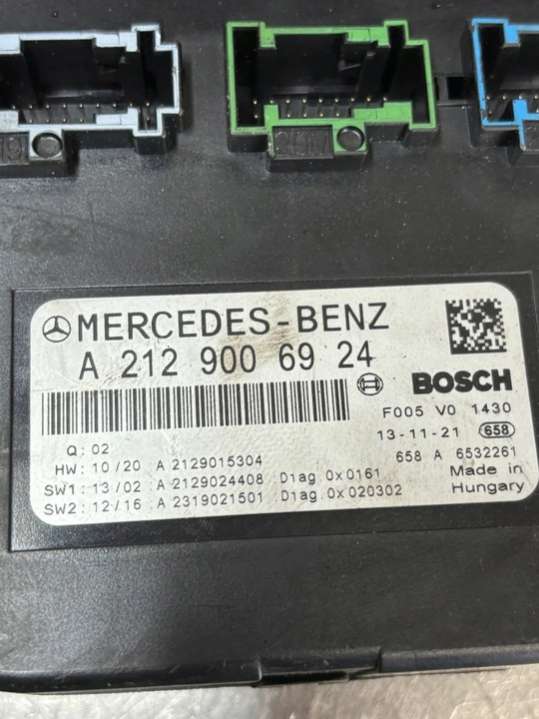 MERCEDES-BENZ
A 212 900 69 24
BOSCH
F005 V0 1430
13-11-21 658
Q: 02
658 A 6532261
HW: 10/20 A 2129015304
SW1: 13/02 A 2129024408 Diag. 0x0161
Made in
SW2: 12/16 A 2319021501 Diag. 0x020302
Hungary